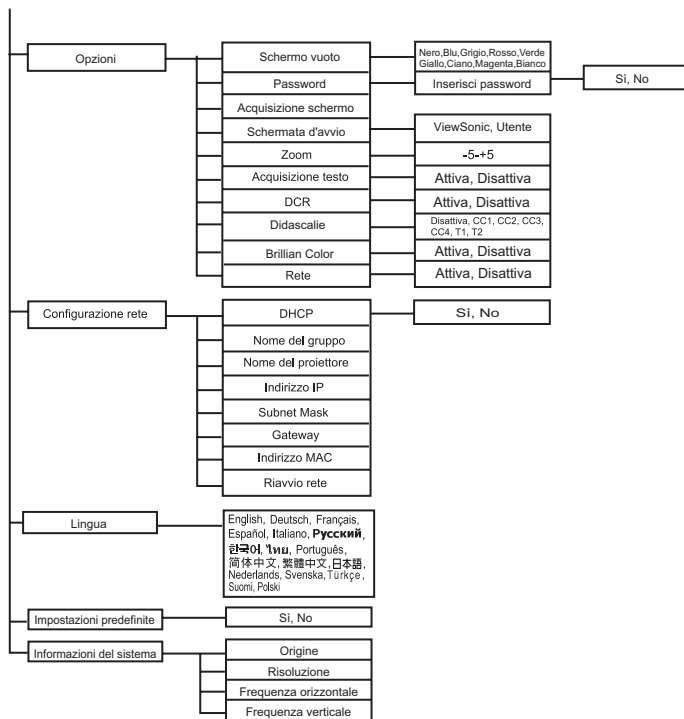 Opzioni
Schermo vuoto
Nero,Blu,Grigio,Rosso,Verde
Giallo,Ciano,Magenta,Bianco
Password
Inserisci password
Sì, No
Acquisizione schermo
Schermata d'avvio
ViewSonic, Utente
Zoom
-5-+5
Acquisizione testo
Attiva, Disattiva
DCR
Attiva, Disattiva
Didascalie
Disattiva, CC1, CC2, CC3,
CC4, T1, T2
Brillian Color
Attiva, Disattiva
Rete
Attiva, Disattiva
Configurazione rete
DHCP
Sì, No
Nome del gruppo
Nome del proiettore
Indirizzo IP
Subnet Mask
Gateway
Indirizzo MAC
Riavvio rete
Lingua
English, Deutsch, Français,
Español, Italiano, Русский,
한국어, ไทย, Português,
简体中文, 繁體中文, 日本語,
Nederlands, Svenska, Türkçe,
Suomi, Polski
Impostazioni predefinite
Sì, No
Informazioni del sistema
Origine
Risoluzione
Frequenza orizzontale
Frequenza verticale